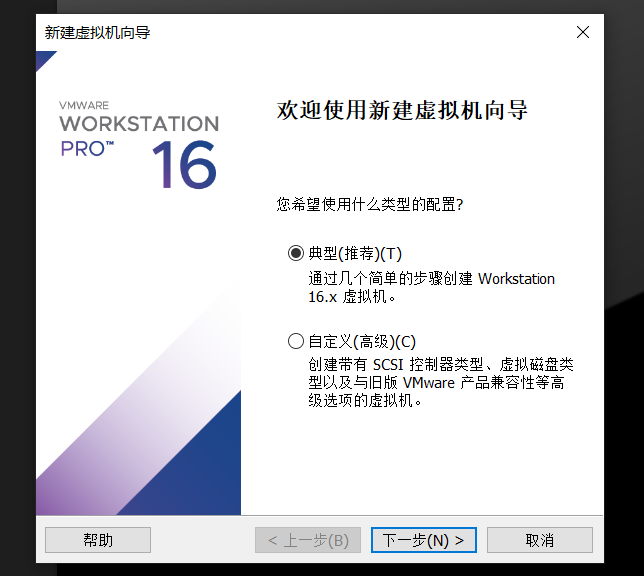 新建虚拟机向导
VMWARE
WORKSTATION
PRO™ 16
欢迎使用新建虚拟机向导
您希望使用什么类型的配置?
典型(推荐)(T)
通过几个简单的步骤创建 Workstation
16.x 虚拟机。
自定义(高级)(C)
创建带有 SCSI 控制器类型、虚拟磁盘类
型以及与旧版 VMware 产品兼容性等高
级选项的虚拟机。
帮助
< 上一步(B)
下一步(N) >
取消